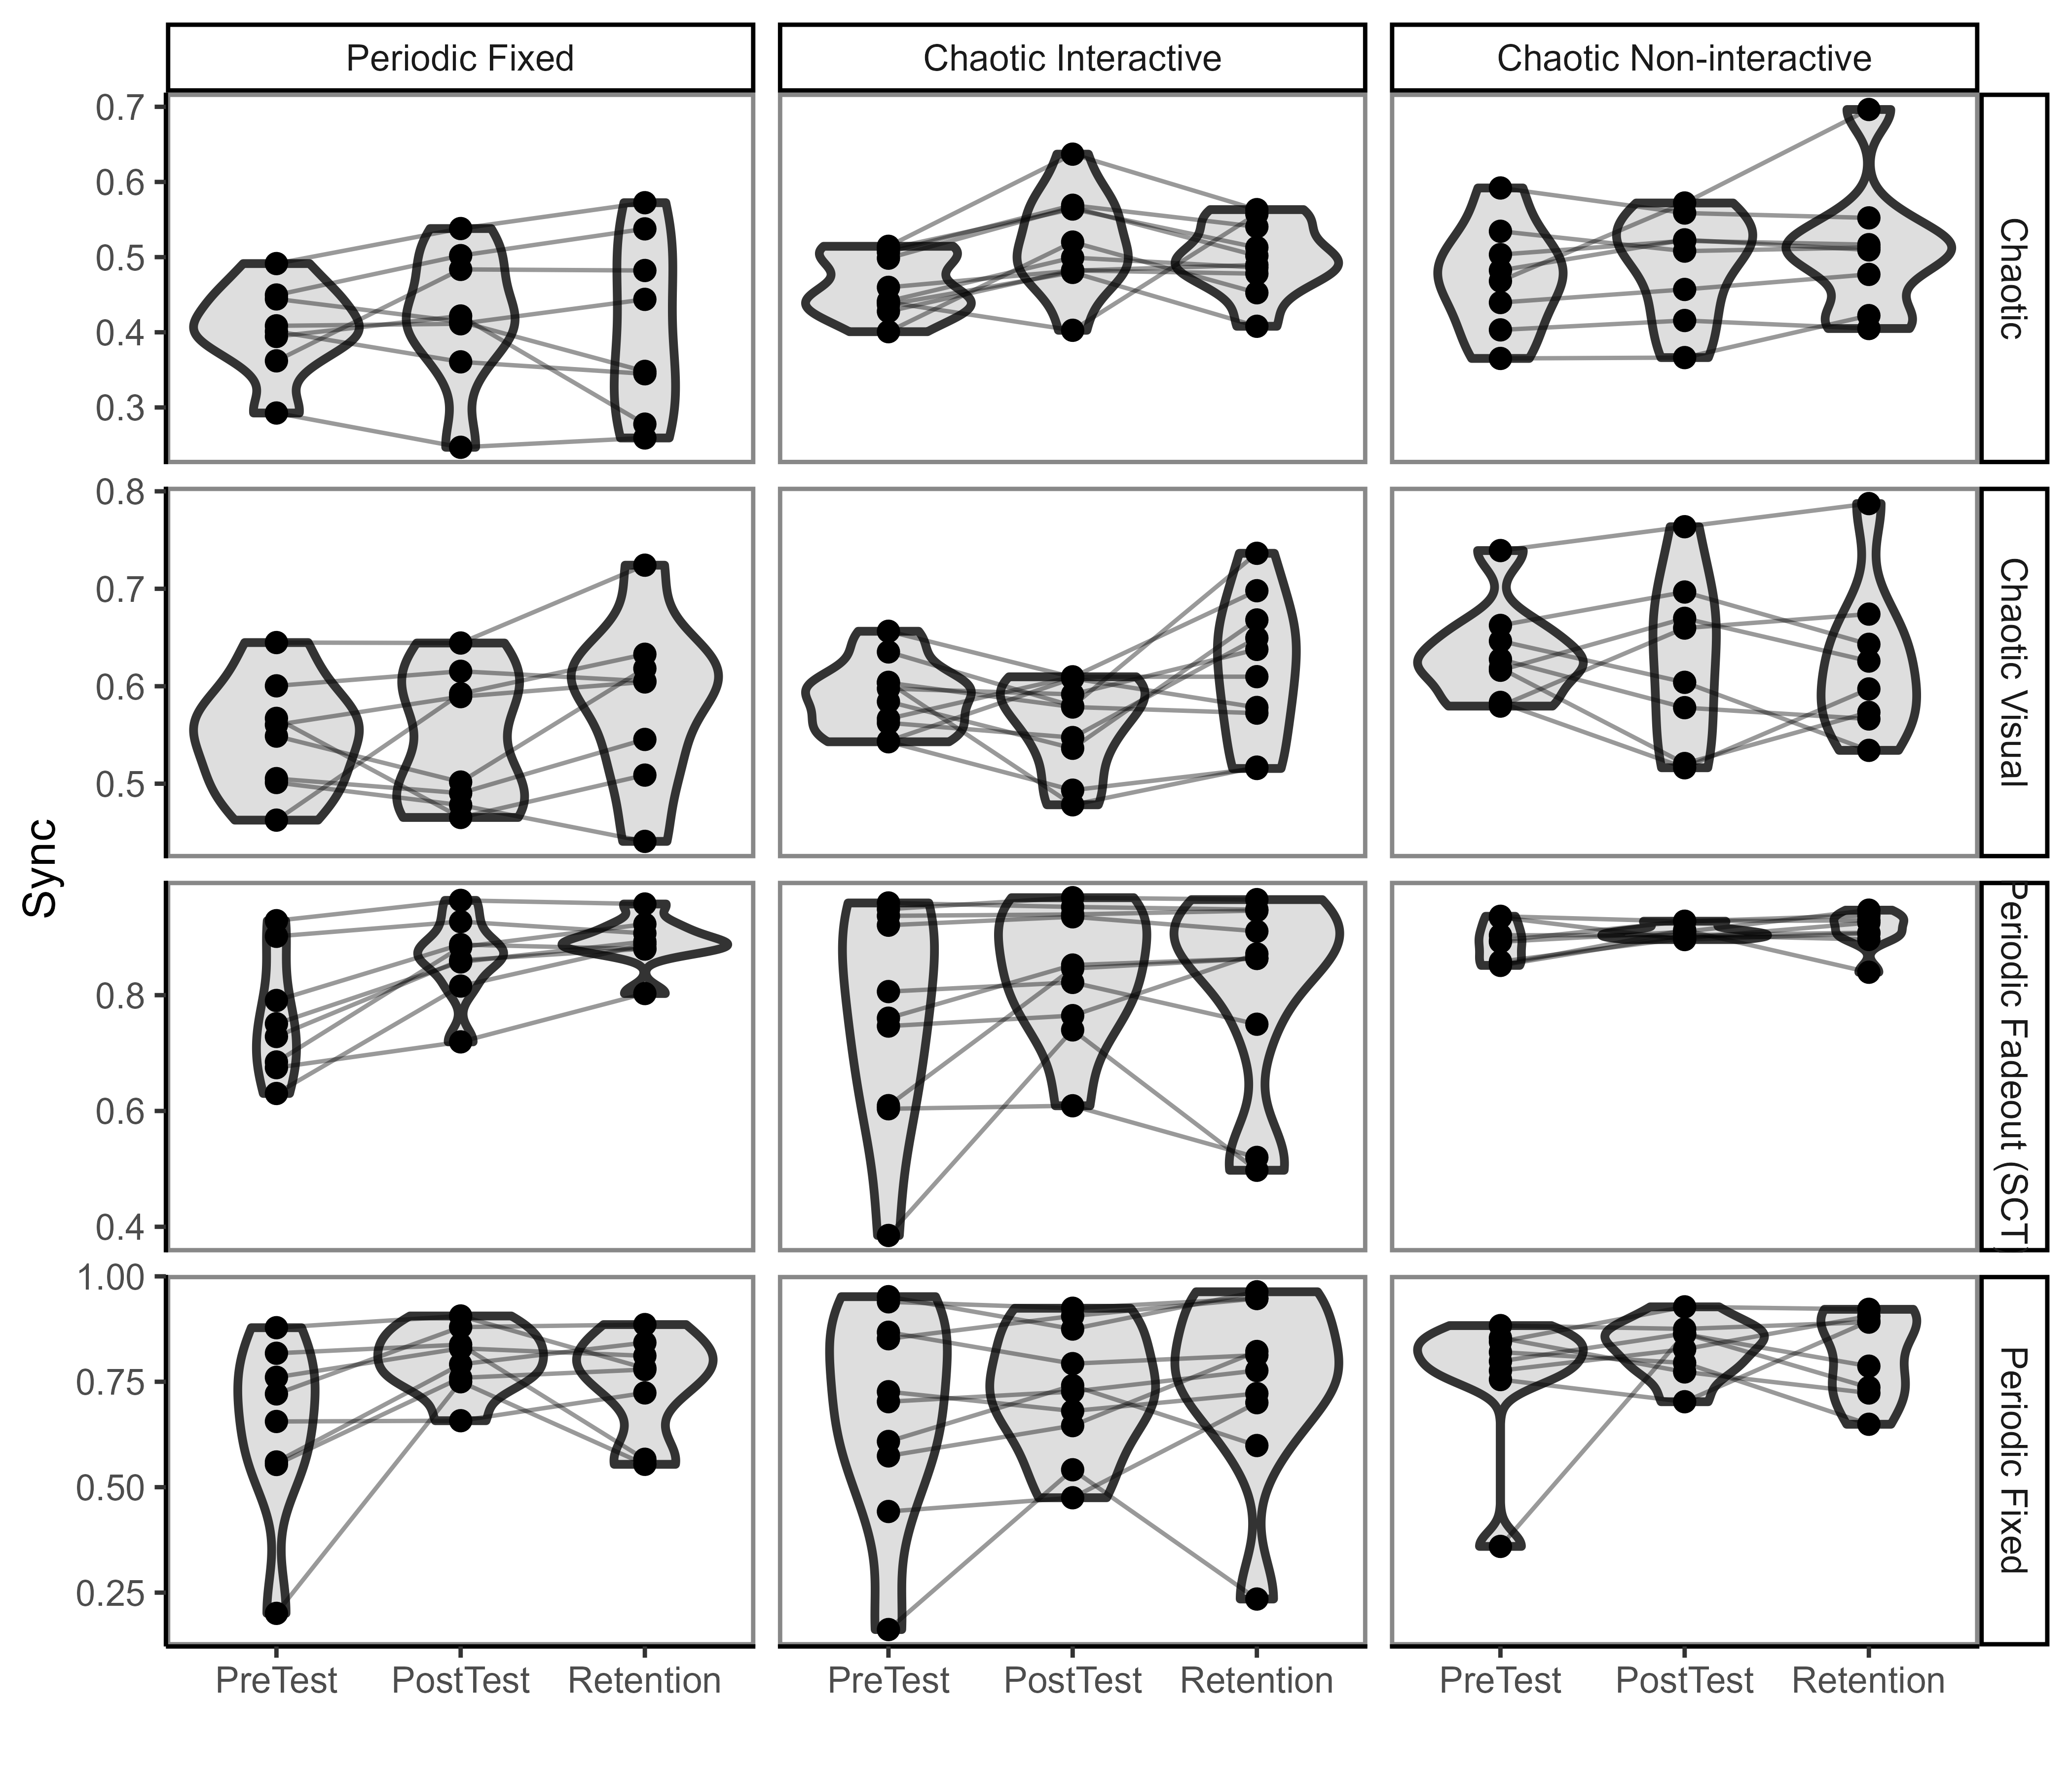 Periodic Fixed
Chaotic Interactive
Chaotic Non-interactive
Sync
0.7
0.6
0.5
0.4
0.3
Chaotic
0.8
0.7
0.6
0.5
Chaotic Visual
0.8
0.6
0.4
Periodic Fadeout (SCT)
1.00
0.75
0.50
0.25
Periodic Fixed
PreTest PostTest Retention
PreTest PostTest Retention
PreTest PostTest Retention